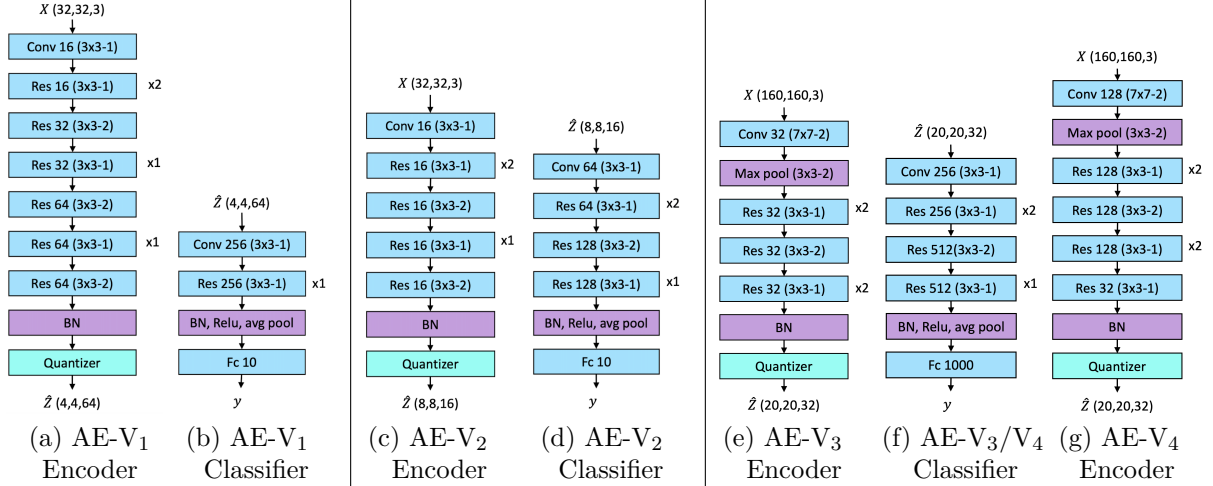 X (32,32,3)
Conv 16 (3x3-1)
Res 16 (3x3-1) x2
Res 32 (3x3-2)
Res 32 (3x3-1) x1
Res 64 (3x3-2)
Res 64 (3x3-1) x1
Res 64 (3x3-2)
BN
Quantizer
Ẑ (4,4,64)
(a) AE-V₁
Encoder
Ẑ (4,4,64)
Conv 256 (3x3-1)
Res 256 (3x3-1) x1
BN, Relu, avg pool
Fc 10
y
(b) AE-V₁
Classifier
X (32,32,3)
Conv 16 (3x3-1)
Res 16 (3x3-1) x2
Res 16 (3x3-2)
Res 16 (3x3-1) x1
Res 16 (3x3-2)
BN
Quantizer
Ẑ (8,8,16)
(c) AE-V₂
Encoder
Ẑ (8,8,16)
Conv 64 (3x3-1)
Res 64 (3x3-1) x2
Res 128 (3x3-2)
Res 128 (3x3-1) x1
BN, Relu, avg pool
Fc 10
y
(d) AE-V₂
Classifier
X (160,160,3)
Conv 32 (7x7-2)
Max pool (3x3-2)
Res 32 (3x3-1) x2
Res 32 (3x3-2)
Res 32 (3x3-1) x2
BN
Quantizer
Ẑ (20,20,32)
(e) AE-V₃
Encoder
Ẑ (20,20,32)
Conv 256 (3x3-1)
Res 256 (3x3-1) x2
Res 512(3x3-2)
Res 512 (3x3-1) x1
BN, Relu, avg pool
Fc 1000
y
(f) AE-V₃/V₄
Classifier
X (160,160,3)
Conv 128 (7x7-2)
Max pool (3x3-2)
Res 128 (3x3-1) x2
Res 128 (3x3-2)
Res 128 (3x3-1) x2
Res 32 (3x3-1)
BN
Quantizer
Ẑ (20,20,32)
(g) AE-V₄
Encoder